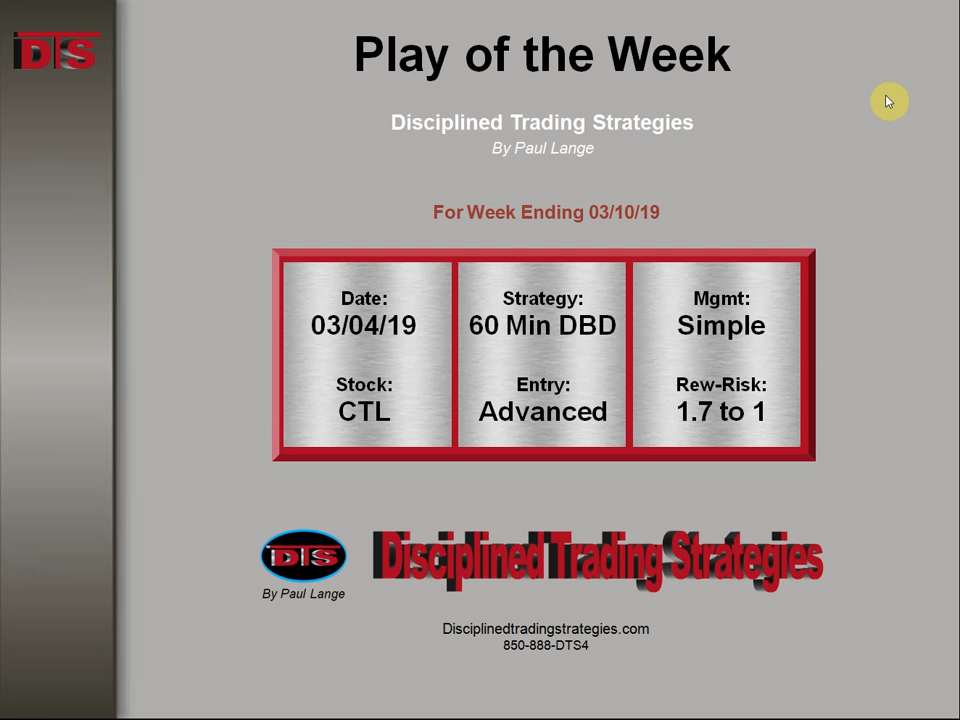 DTS
Play of the Week
Disciplined Trading Strategies
By Paul Lange
For Week Ending 03/10/19
Date:
03/04/19
Stock:
CTL
Strategy:
60 Min DBD
Entry:
Advanced
Mgmt:
Simple
Rew-Risk:
1.7 to 1
DTS
By Paul Lange
Disciplined Trading Strategies
Disciplinedtradingstrategies.com
850-888-DTS4